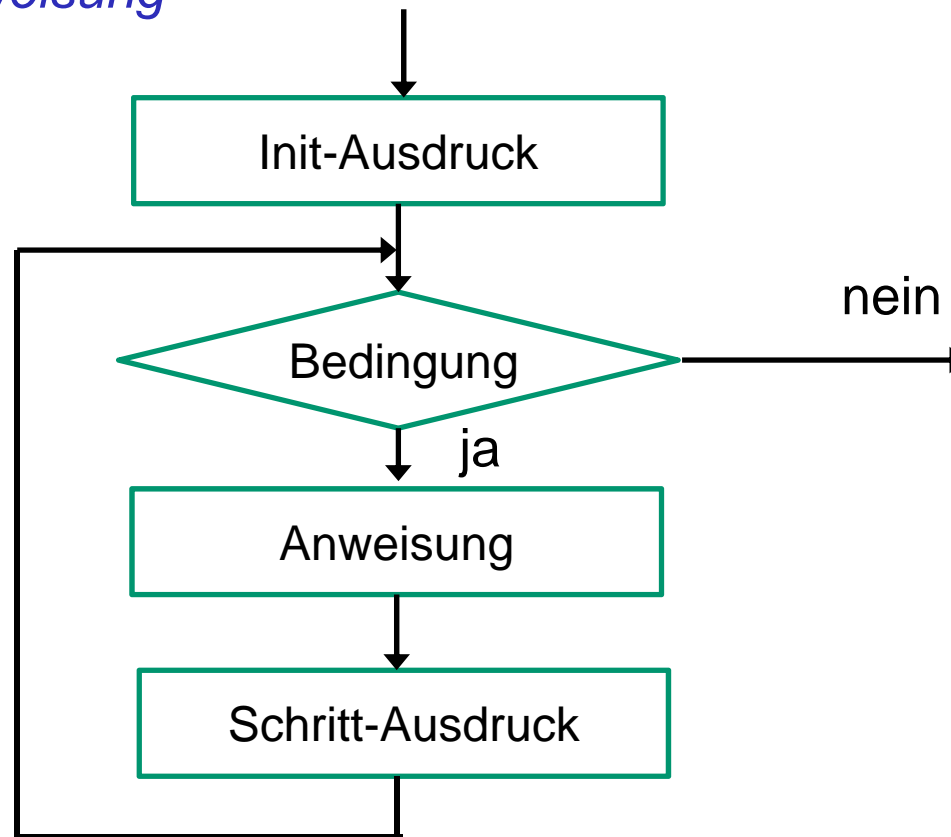 Init-Ausdruck
nein
Bedingung
ja
Anweisung
Schritt-Ausdruck